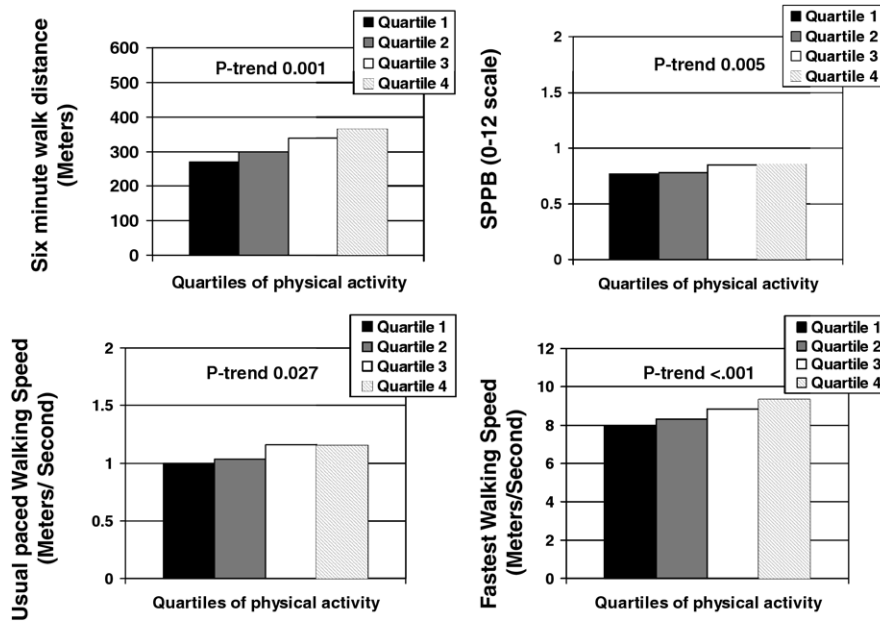 Six minute walk distance
(Meters)
600
500
400
300
200
100
0
P-trend 0.001
Quartile 1
Quartile 2
Quartile 3
Quartile 4
Quartiles of physical activity
SPPB (0-12 scale)
2
1.5
1
0.5
0
P-trend 0.005
Quartile 1
Quartile 2
Quartile 3
Quartile 4
Quartiles of physical activity
Usual paced Walking Speed
(Meters/ Second)
2
1.5
1
0.5
0
P-trend 0.027
Quartile 1
Quartile 2
Quartile 3
Quartile 4
Quartiles of physical activity
Fastest Walking Speed
(Meters/Second)
12
10
8
6
4
2
0
P-trend <.001
Quartile 1
Quartile 2
Quartile 3
Quartile 4
Quartiles of physical activity